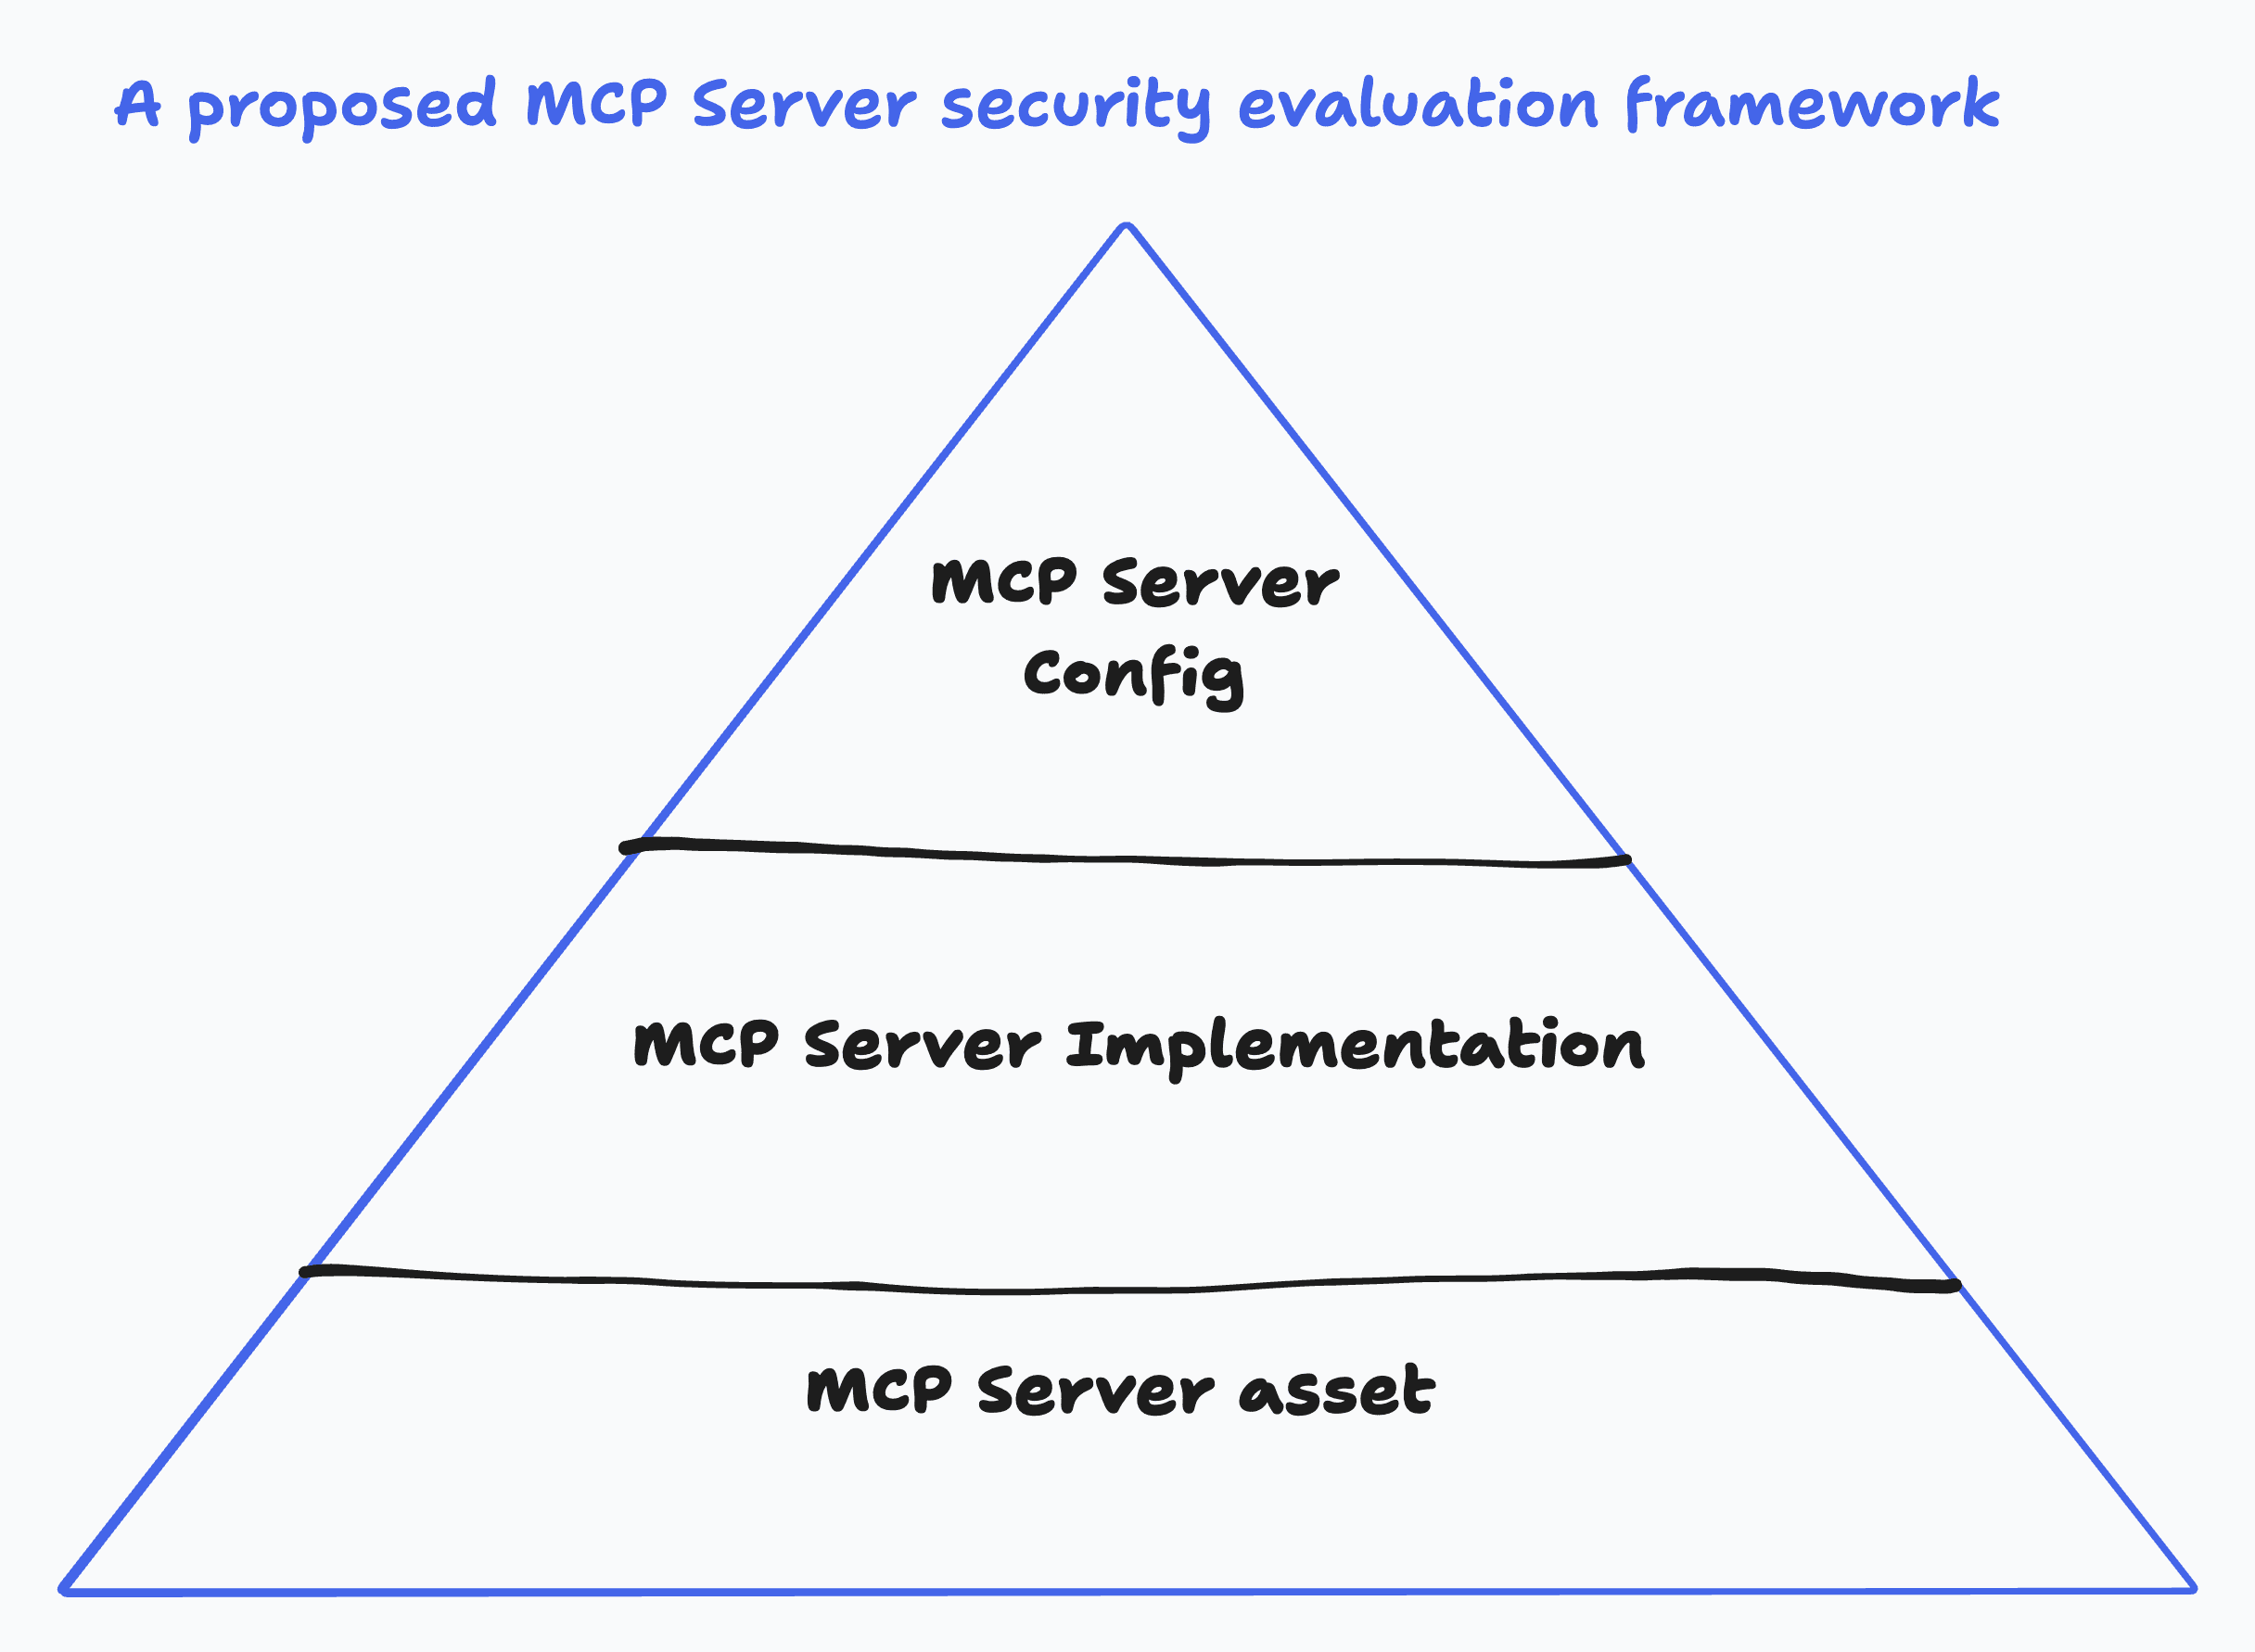 A proposed MCP Server security evaluation framework
MCP Server
Config
MCP Server Implementation
MCP Server asset